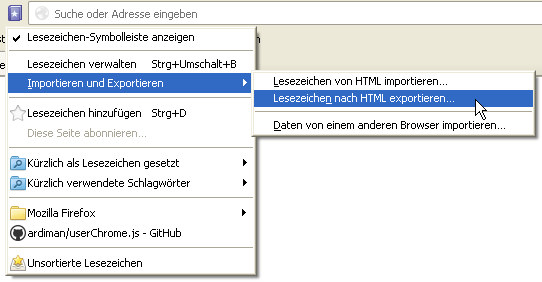 Suche oder Adresse eingeben
Lesezeichen-Symbolleiste anzeigen
Lesezeichen verwalten Strg+Umschalt+B
Importieren und Exportieren
Lesezeichen von HTML importieren...
Lesezeichen nach HTML exportieren...
Daten von einem anderen Browser importieren...
Lesezeichen hinzufügen Strg+D
Diese Seite abonnieren...
Kürzlich als Lesezeichen gesetzt
Kürzlich verwendete Schlagwörter
Mozilla Firefox
ardiman/userChrome.js - GitHub
Unsortierte Lesezeichen